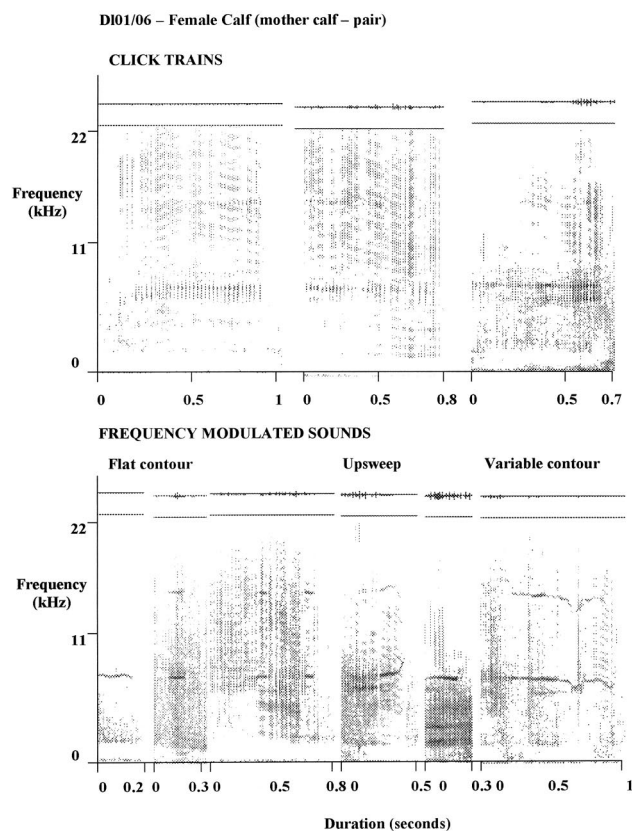 Dl01/06 – Female Calf (mother calf – pair)
CLICK TRAINS
22
Frequency
(kHz)
11
0
0 0.5 1 0 0.5 0.8 0 0.5 0.7
FREQUENCY MODULATED SOUNDS
Flat contour Upsweep Variable contour
22
Frequency
(kHz)
11
0
0 0.2 0 0.3 0 0.5 0.8 0 0.5 0 0.3 0 0.5 1
Duration (seconds)